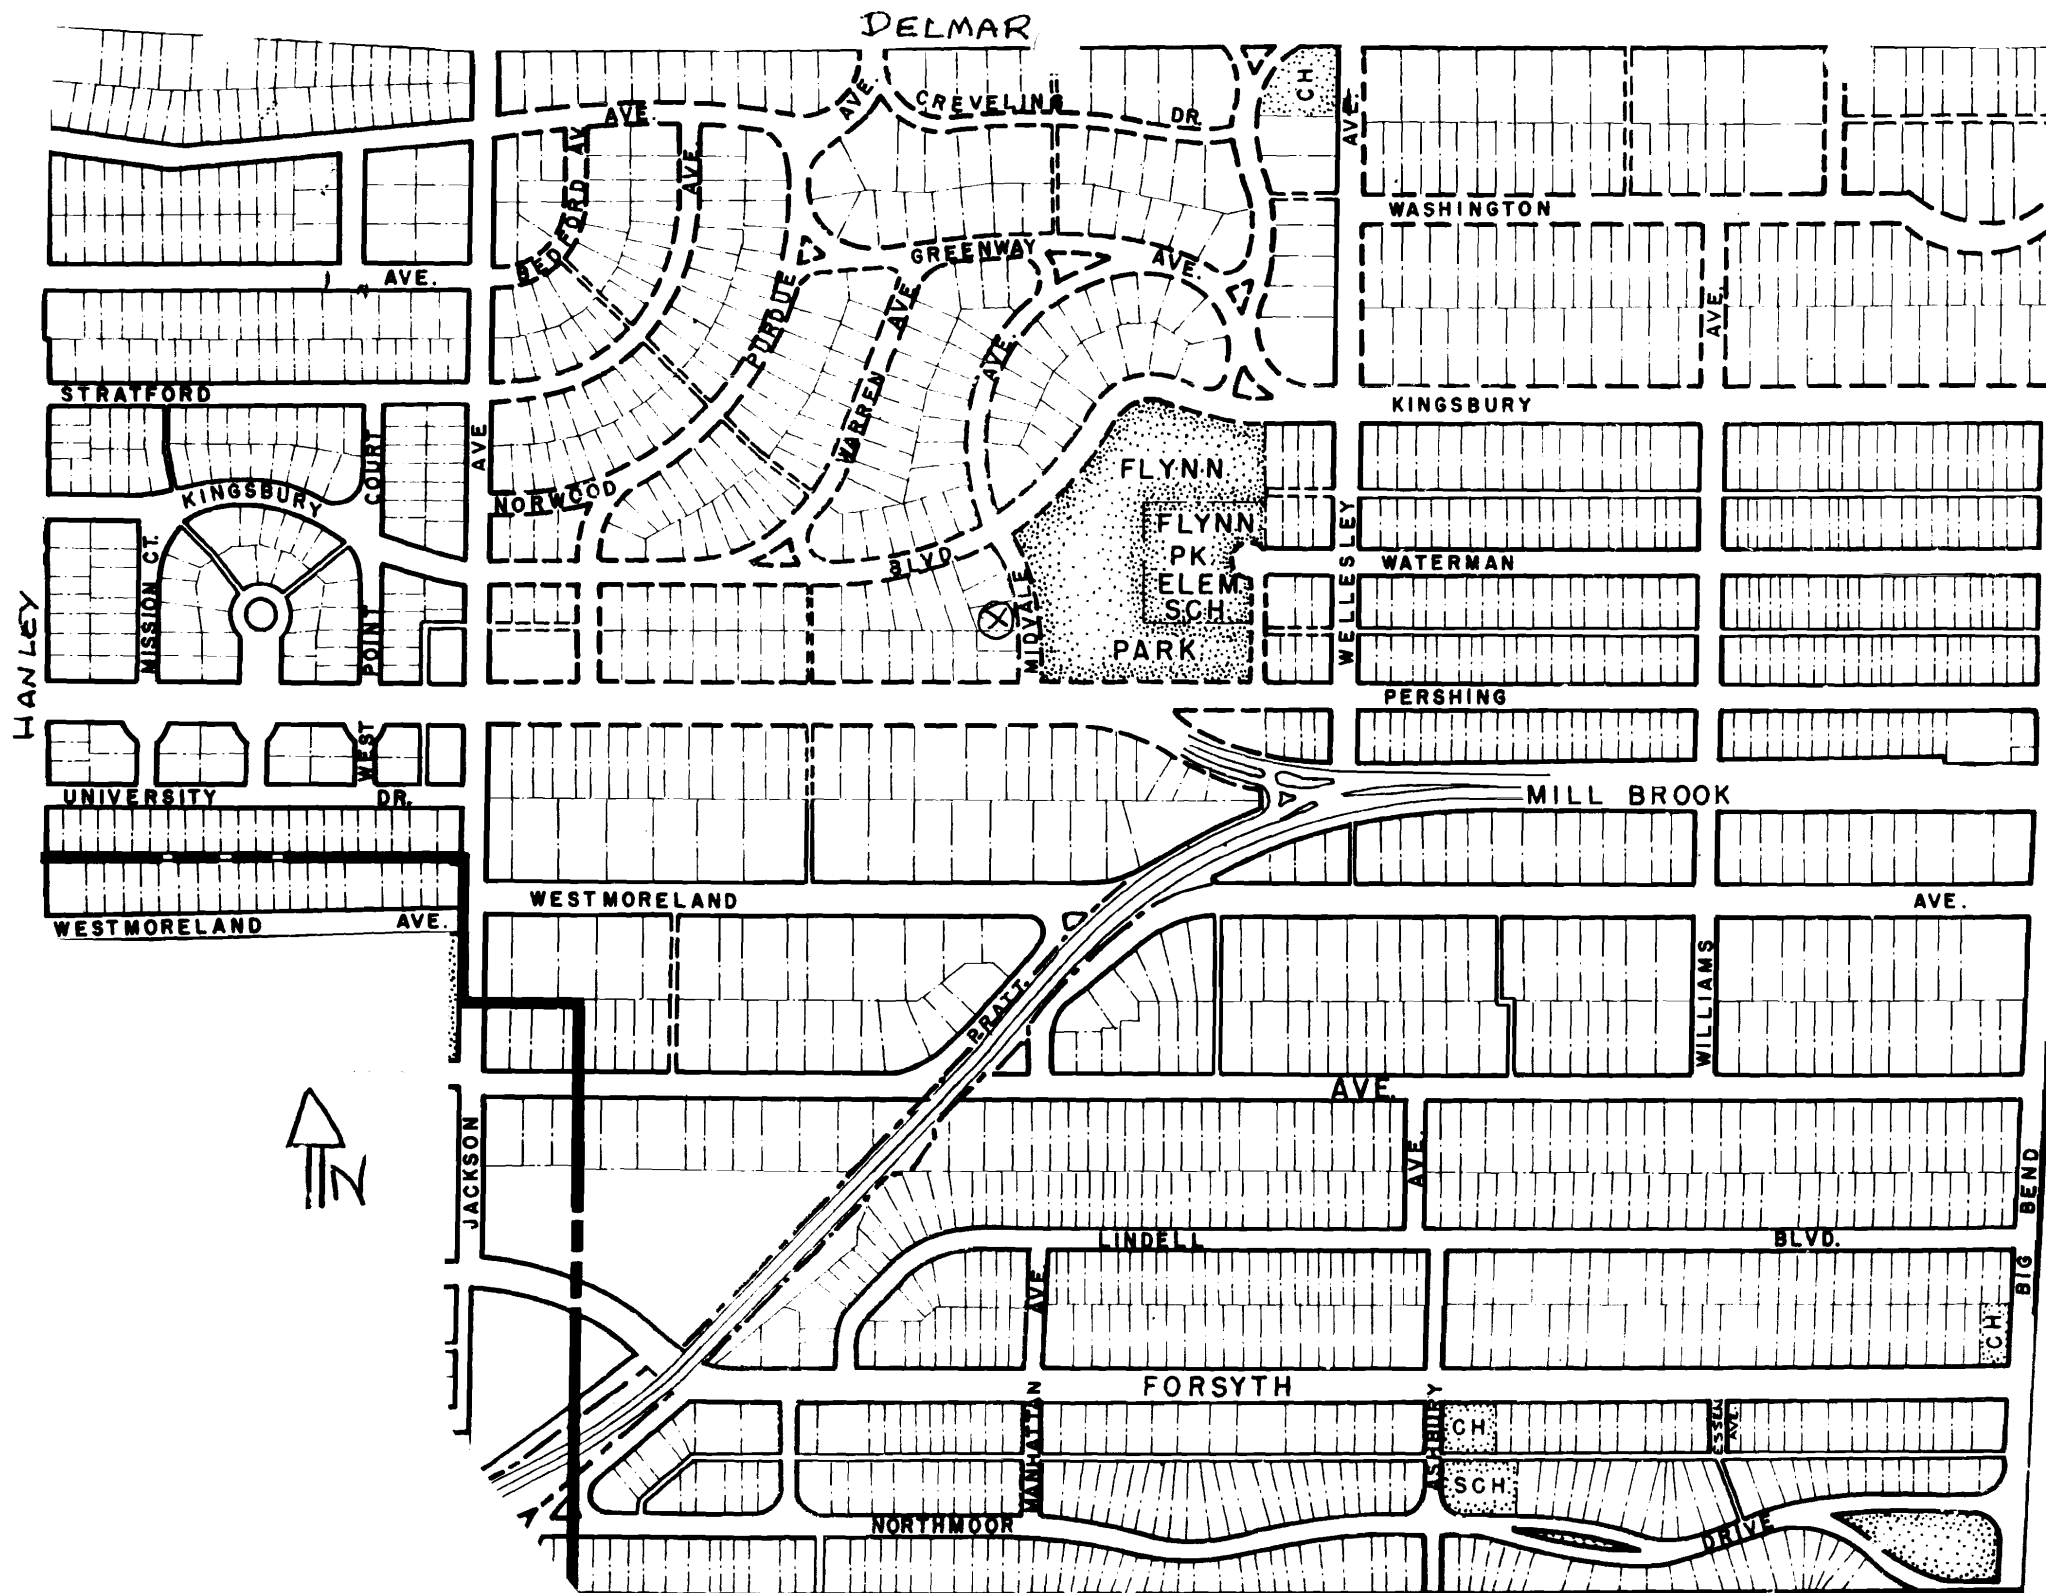 DELMAR
CREVELING
DR.
AVE.
AVE.
CH
AVE.
BEDFORD AV.
AVE.
WASHINGTON
GREENWAY
AVE.
AVE.
PURDUE
WARREN AVE.
AVE.
AVE.
STRATFORD
KINGSBURY
AVE
COURT
KINGSBURY
NORWOOD
FLYNN
FLYNN
PK
ELEM.
SCH.
PARK
BLVD
MIDVALE
WELLESLEY
WATERMAN
HANLEY
MISSION CT.
POINT
WEST
PERSHING
UNIVERSITY DR.
MILL BROOK
WESTMORELAND
AVE.
WESTMORELAND AVE.
WILLIAMS
PRATT.
AVE.
N
JACKSON
AVE.
BIG BEND
LINDELL
BLVD.
AVE.
CH
FORSYTH
MANHATTAN
ASHBURY
CH.
ESSEX
AVE.
SCH.
NORTHMOOR
DRIVE